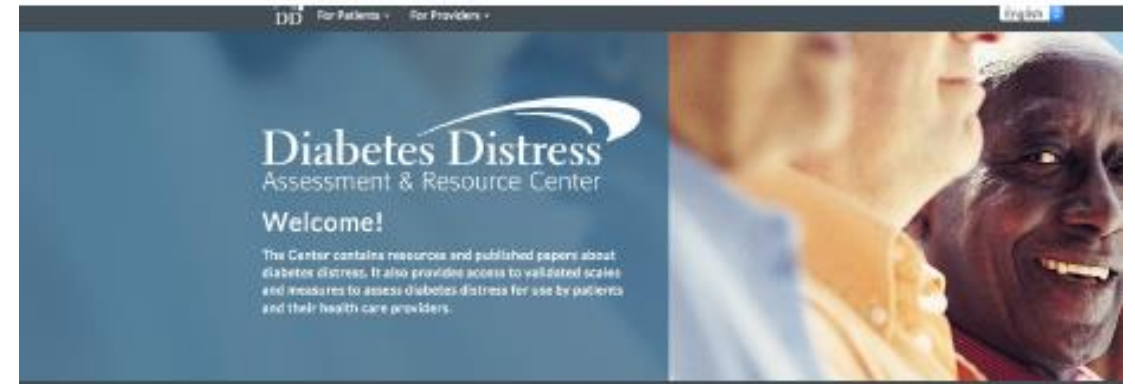 DD For Patients For Providers English
Diabetes Distress
Assessment & Resource Center
Welcome!
The Center contains resources and published papers about
diabetes distress. It also provides access to validated scales
and measures to assess diabetes distress for use by patients
and their health care providers.